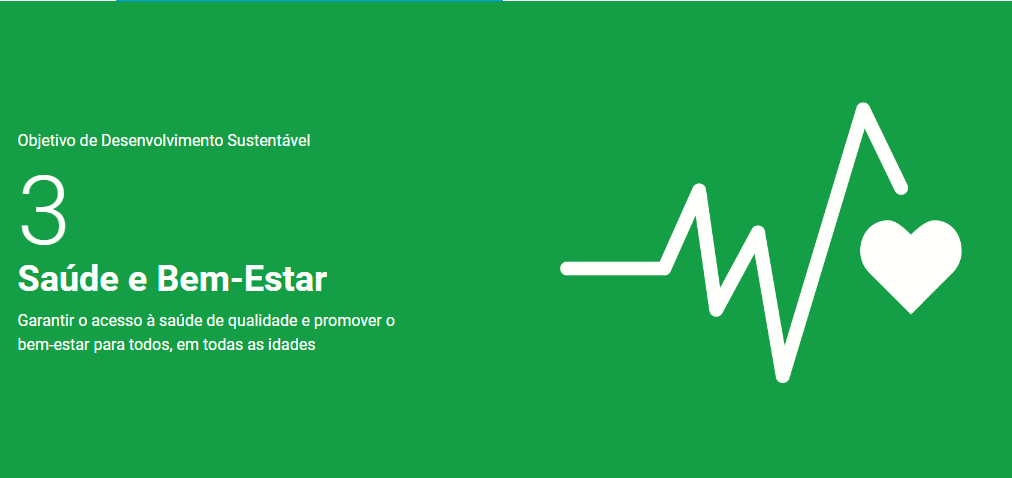 Objetivo de Desenvolvimento Sustentável
3
Saúde e Bem-Estar
Garantir o acesso à saúde de qualidade e promover o
bem-estar para todos, em todas as idades